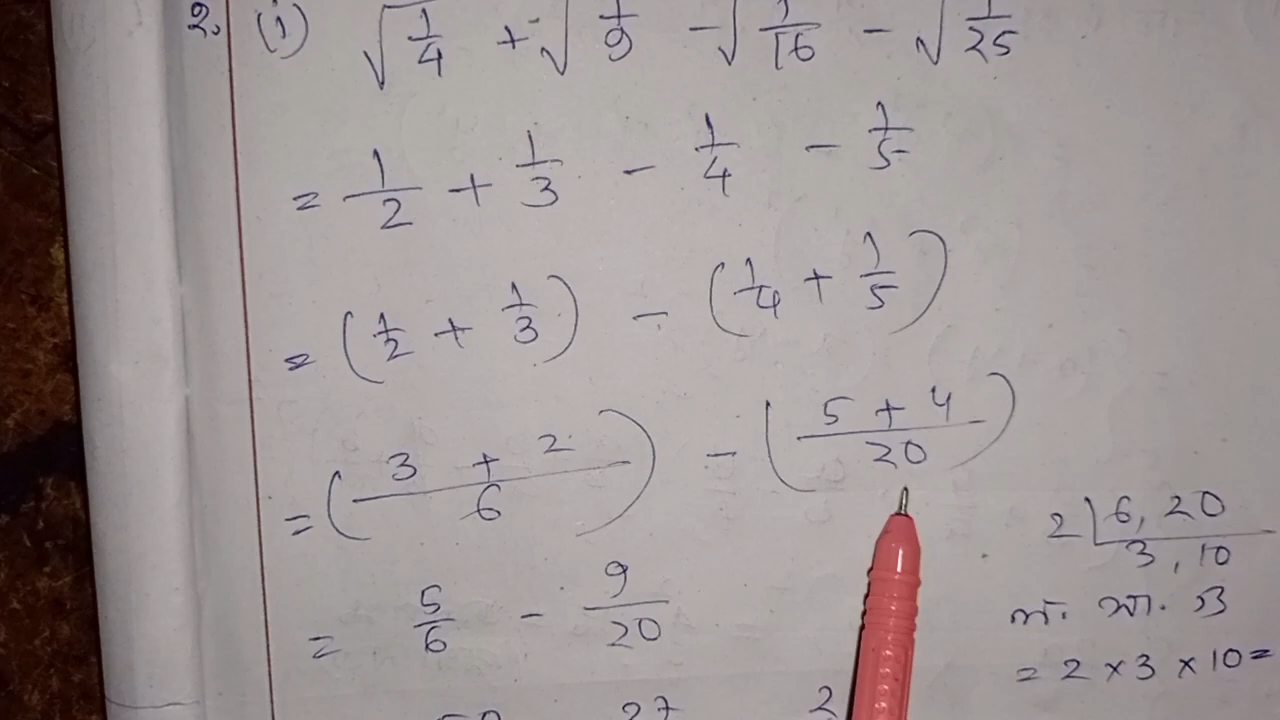 2. (i) √1/4 + √1/9 - √1/16 - √1/25
= 1/2 + 1/3 - 1/4 - 1/5
= (1/2 + 1/3) - (1/4 + 1/5)
= (3 + 2/6) - (5 + 4/20)
= 5/6 - 9/20
2 | 6, 20
3, 10
= 2 × 3 × 10 =